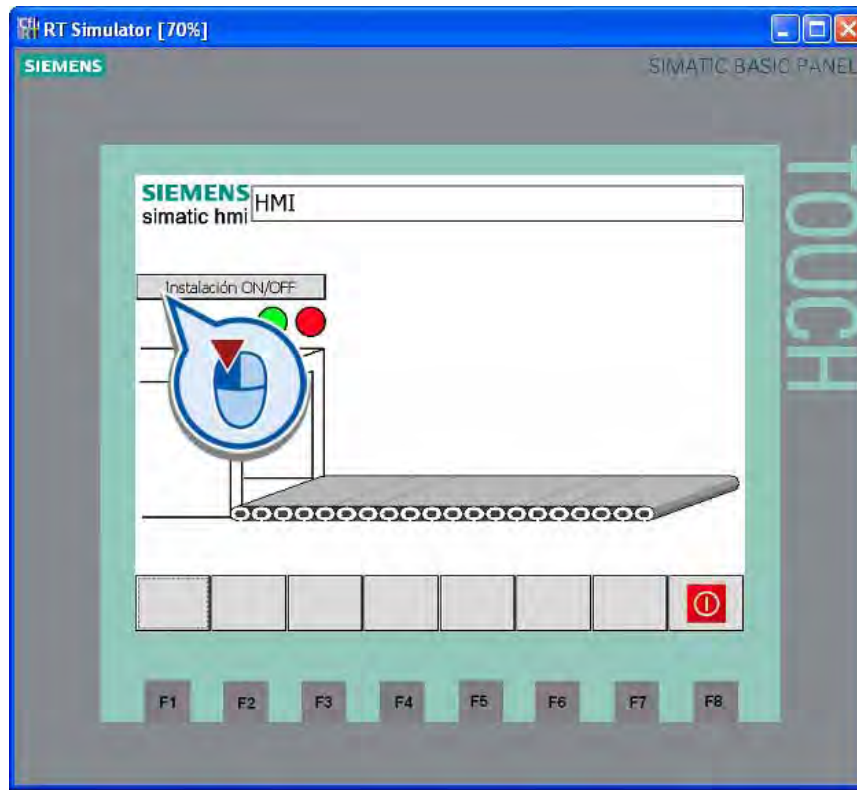 RT Simulator [70%]
SIEMENS
SIMATIC BASIC PANEL
TOUCH
SIEMENS
simatic hmi
HMI
Instalación ON/OFF
F1 F2 F3 F4 F5 F6 F7 F8